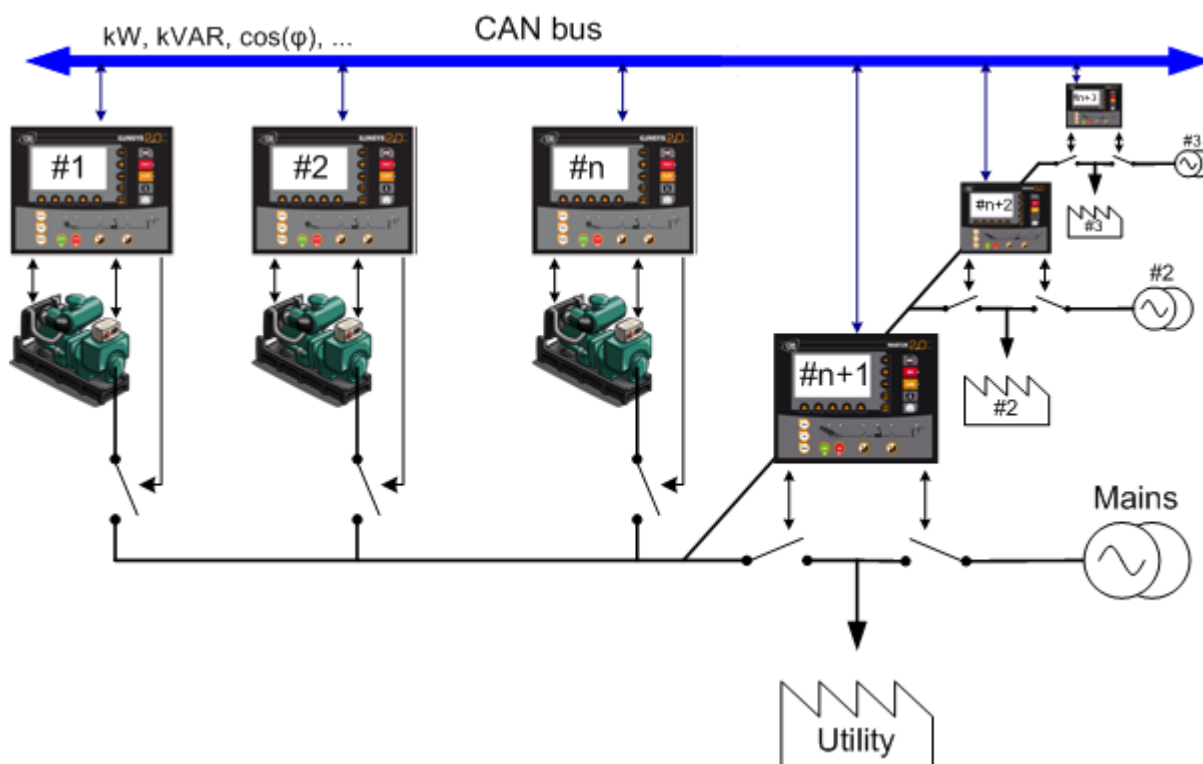 kW, kVAR, cos(φ), ...
CAN bus
#1
#2
#n
#n+1
#n+2
#n+3
#3
#3
#2
#2
Mains
Utility